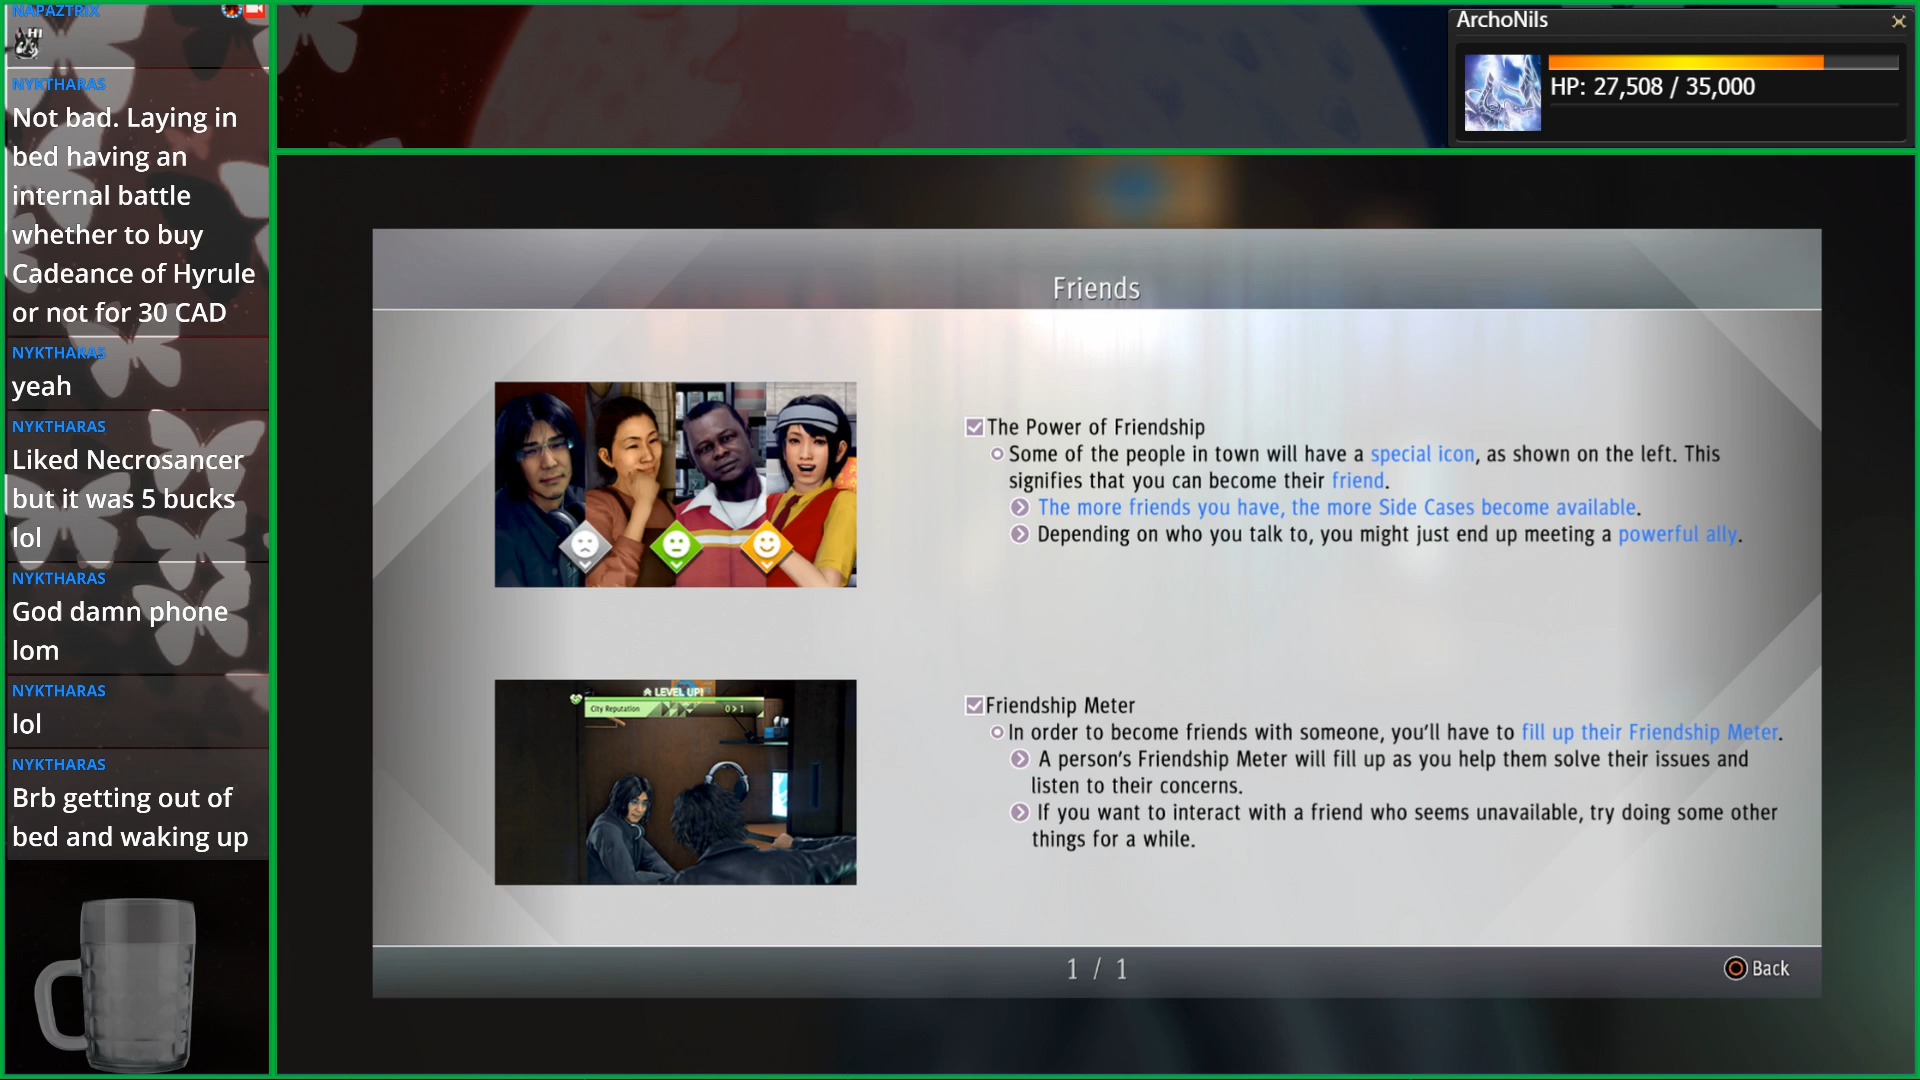 NAPAZTRIX
HI
NYKTHARAS
Not bad. Laying in
bed having an
internal battle
whether to buy
Cadeance of Hyrule
or not for 30 CAD
NYKTHARAS
yeah
NYKTHARAS
Liked Necrosancer
but it was 5 bucks
lol
NYKTHARAS
God damn phone
lom
NYKTHARAS
lol
NYKTHARAS
Brb getting out of
bed and waking up
ArchoNils
HP: 27,508 / 35,000
Friends
The Power of Friendship
Some of the people in town will have a special icon, as shown on the left. This
signifies that you can become their friend.
The more friends you have, the more Side Cases become available.
Depending on who you talk to, you might just end up meeting a powerful ally.
LEVEL UP!
City Reputation 0 > 1
Friendship Meter
In order to become friends with someone, you'll have to fill up their Friendship Meter.
A person's Friendship Meter will fill up as you help them solve their issues and
listen to their concerns.
If you want to interact with a friend who seems unavailable, try doing some other
things for a while.
1 / 1
Back